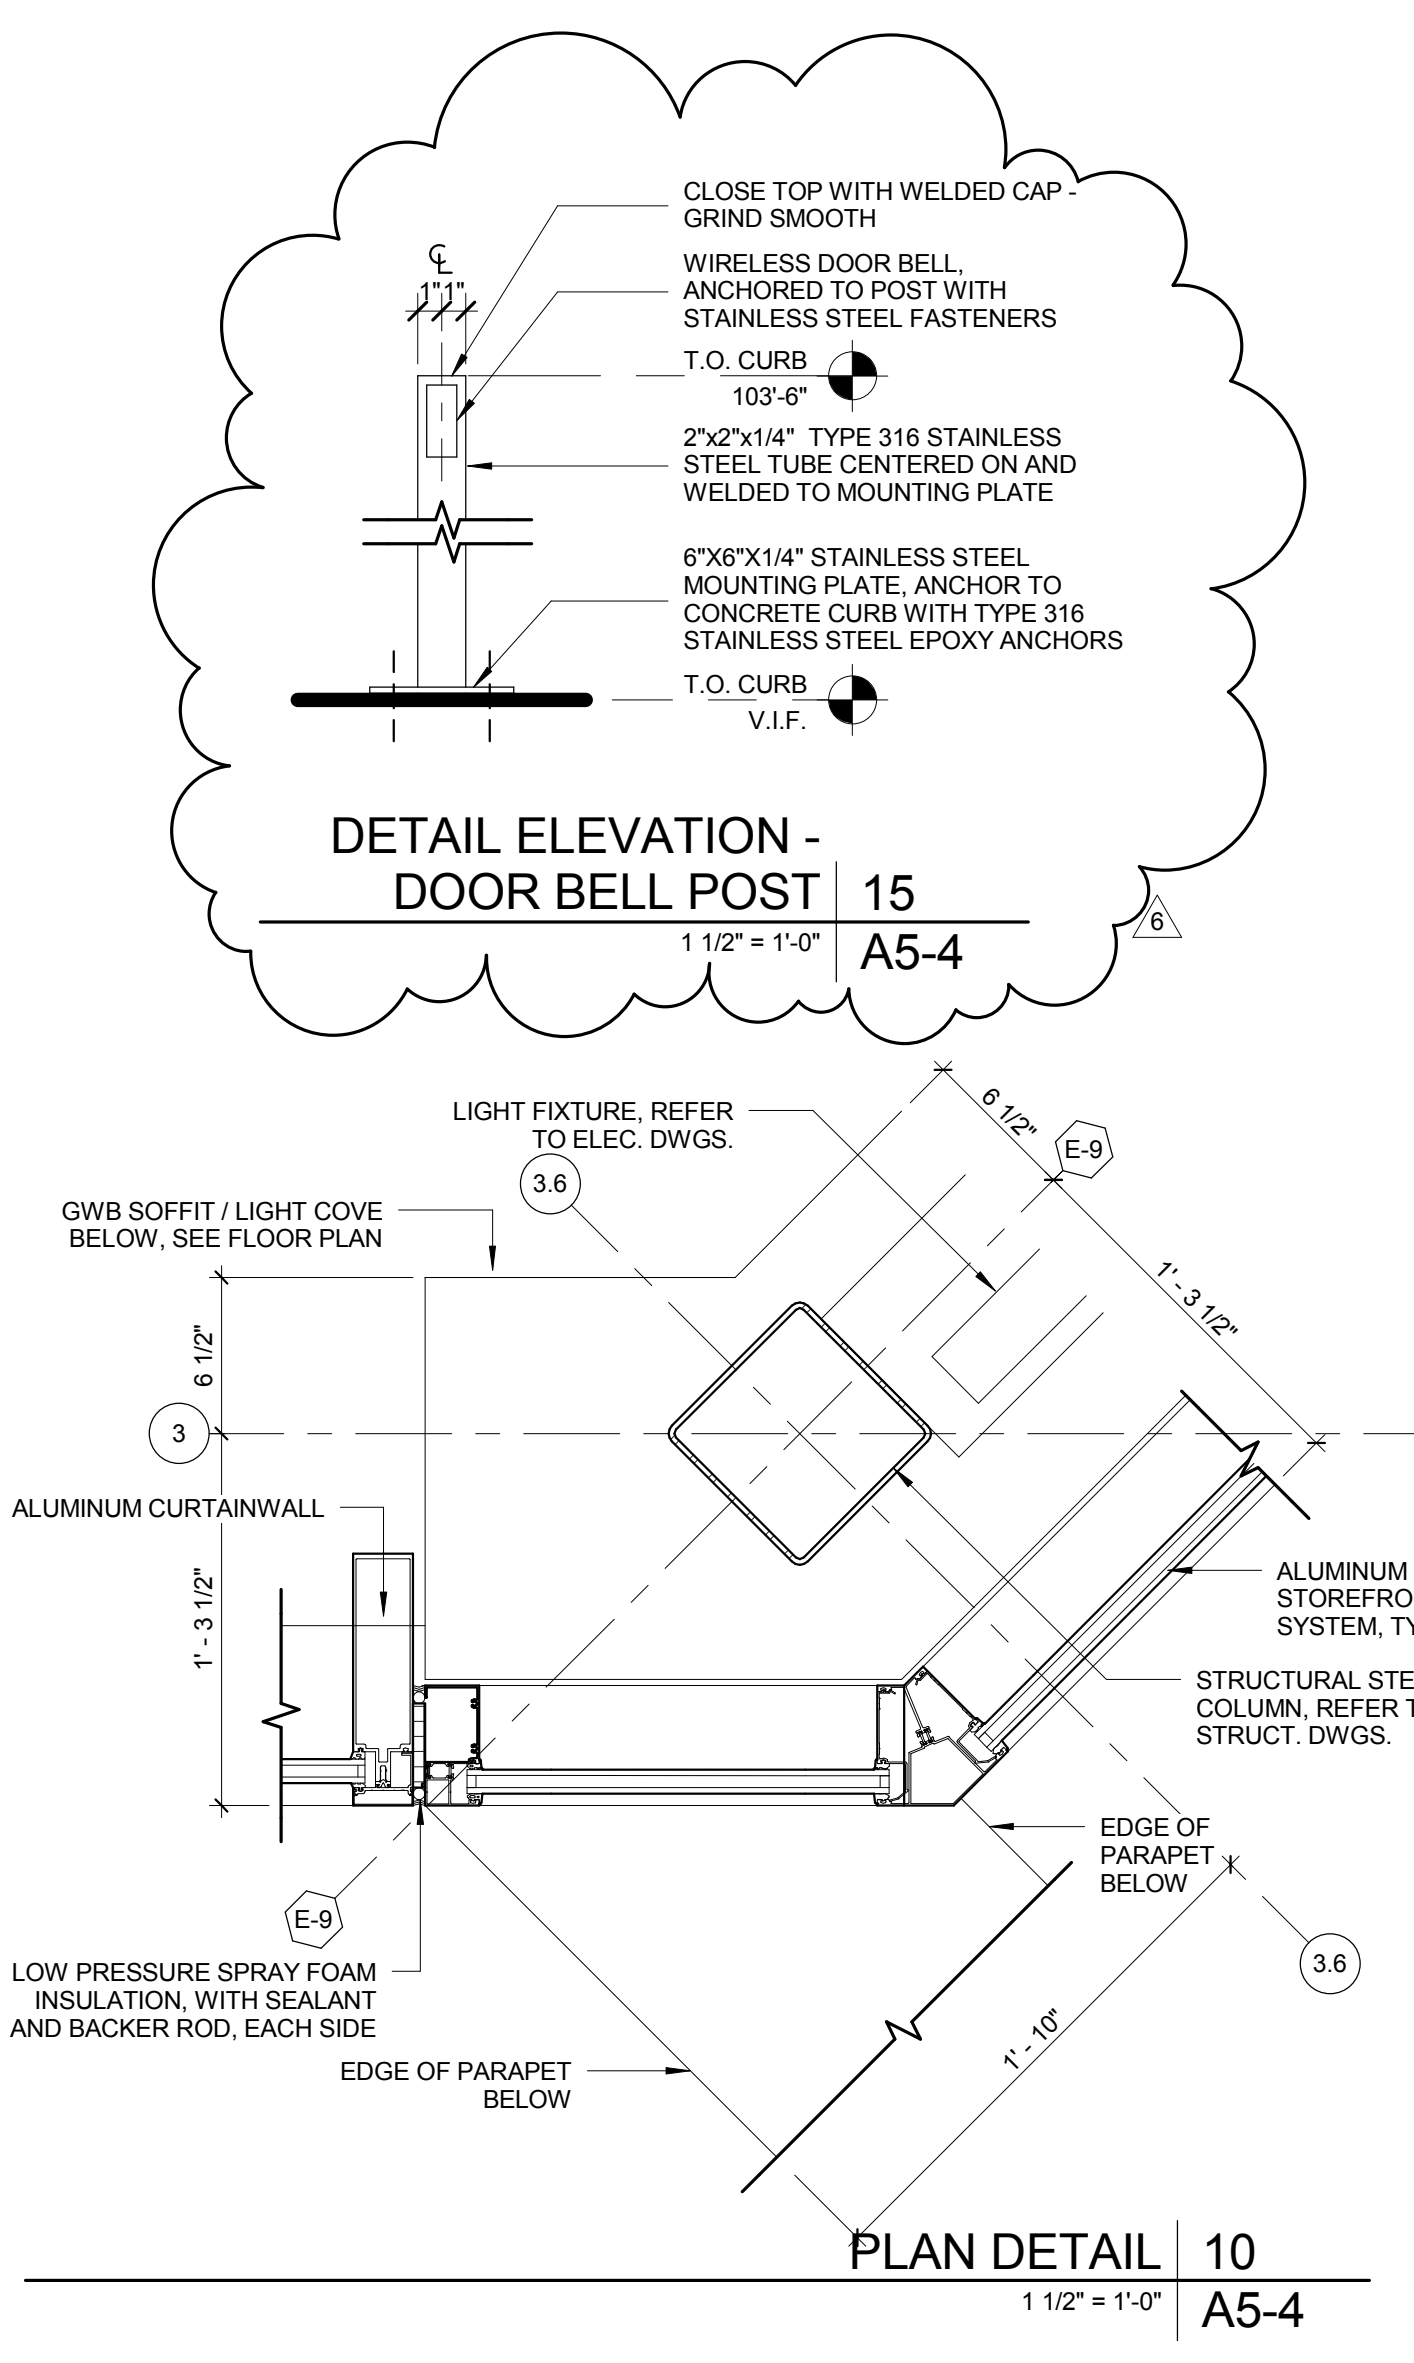 CLOSE TOP WITH WELDED CAP -
GRIND SMOOTH
WIRELESS DOOR BELL,
ANCHORED TO POST WITH
STAINLESS STEEL FASTENERS
1" 1"
T.O. CURB
103'-6"
2"x2"x1/4" TYPE 316 STAINLESS
STEEL TUBE CENTERED ON AND
WELDED TO MOUNTING PLATE
6"X6"X1/4" STAINLESS STEEL
MOUNTING PLATE, ANCHOR TO
CONCRETE CURB WITH TYPE 316
STAINLESS STEEL EPOXY ANCHORS
T.O. CURB
V.I.F.
DETAIL ELEVATION -
DOOR BELL POST
15
1 1/2" = 1'-0"
A5-4
6
LIGHT FIXTURE, REFER
TO ELEC. DWGS.
6 1/2"
E-9
3.6
GWB SOFFIT / LIGHT COVE
BELOW, SEE FLOOR PLAN
1' - 3 1/2"
6 1/2"
3
ALUMINUM CURTAINWALL
1' - 3 1/2"
ALUMINUM
STOREFRO
SYSTEM, TY
STRUCTURAL STE
COLUMN, REFER T
STRUCT. DWGS.
EDGE OF
PARAPET
BELOW
E-9
3.6
LOW PRESSURE SPRAY FOAM
INSULATION, WITH SEALANT
AND BACKER ROD, EACH SIDE
1' - 10"
EDGE OF PARAPET
BELOW
PLAN DETAIL
10
1 1/2" = 1'-0"
A5-4